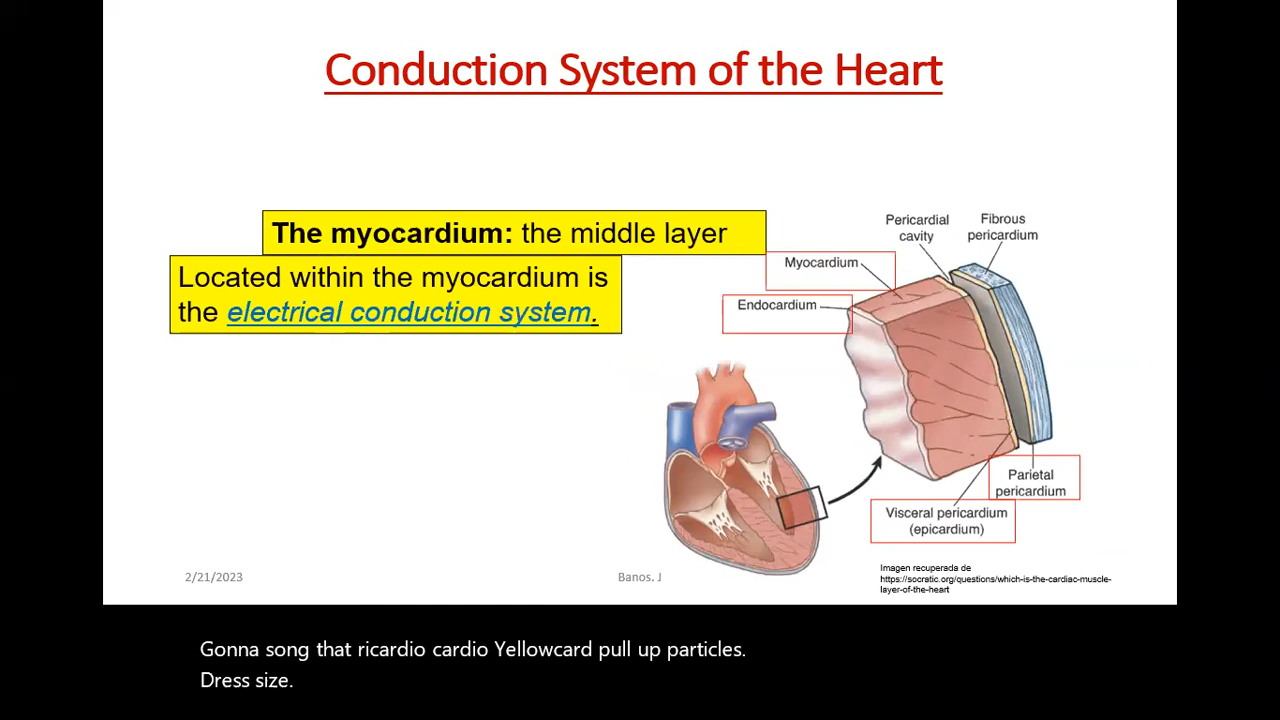 Conduction System of the Heart
The myocardium: the middle layer
Located within the myocardium is
the electrical conduction system.
Pericardial
cavity
Fibrous
pericardium
Myocardium
Endocardium
Parietal
pericardium
Visceral pericardium
(epicardium)
Imagen recuperada de
https://socratic.org/questions/which-is-the-cardiac-muscle-
layer-of-the-heart
2/21/2023
Banos. J
Gonna song that ricardio cardio Yellowcard pull up particles.
Dress size.